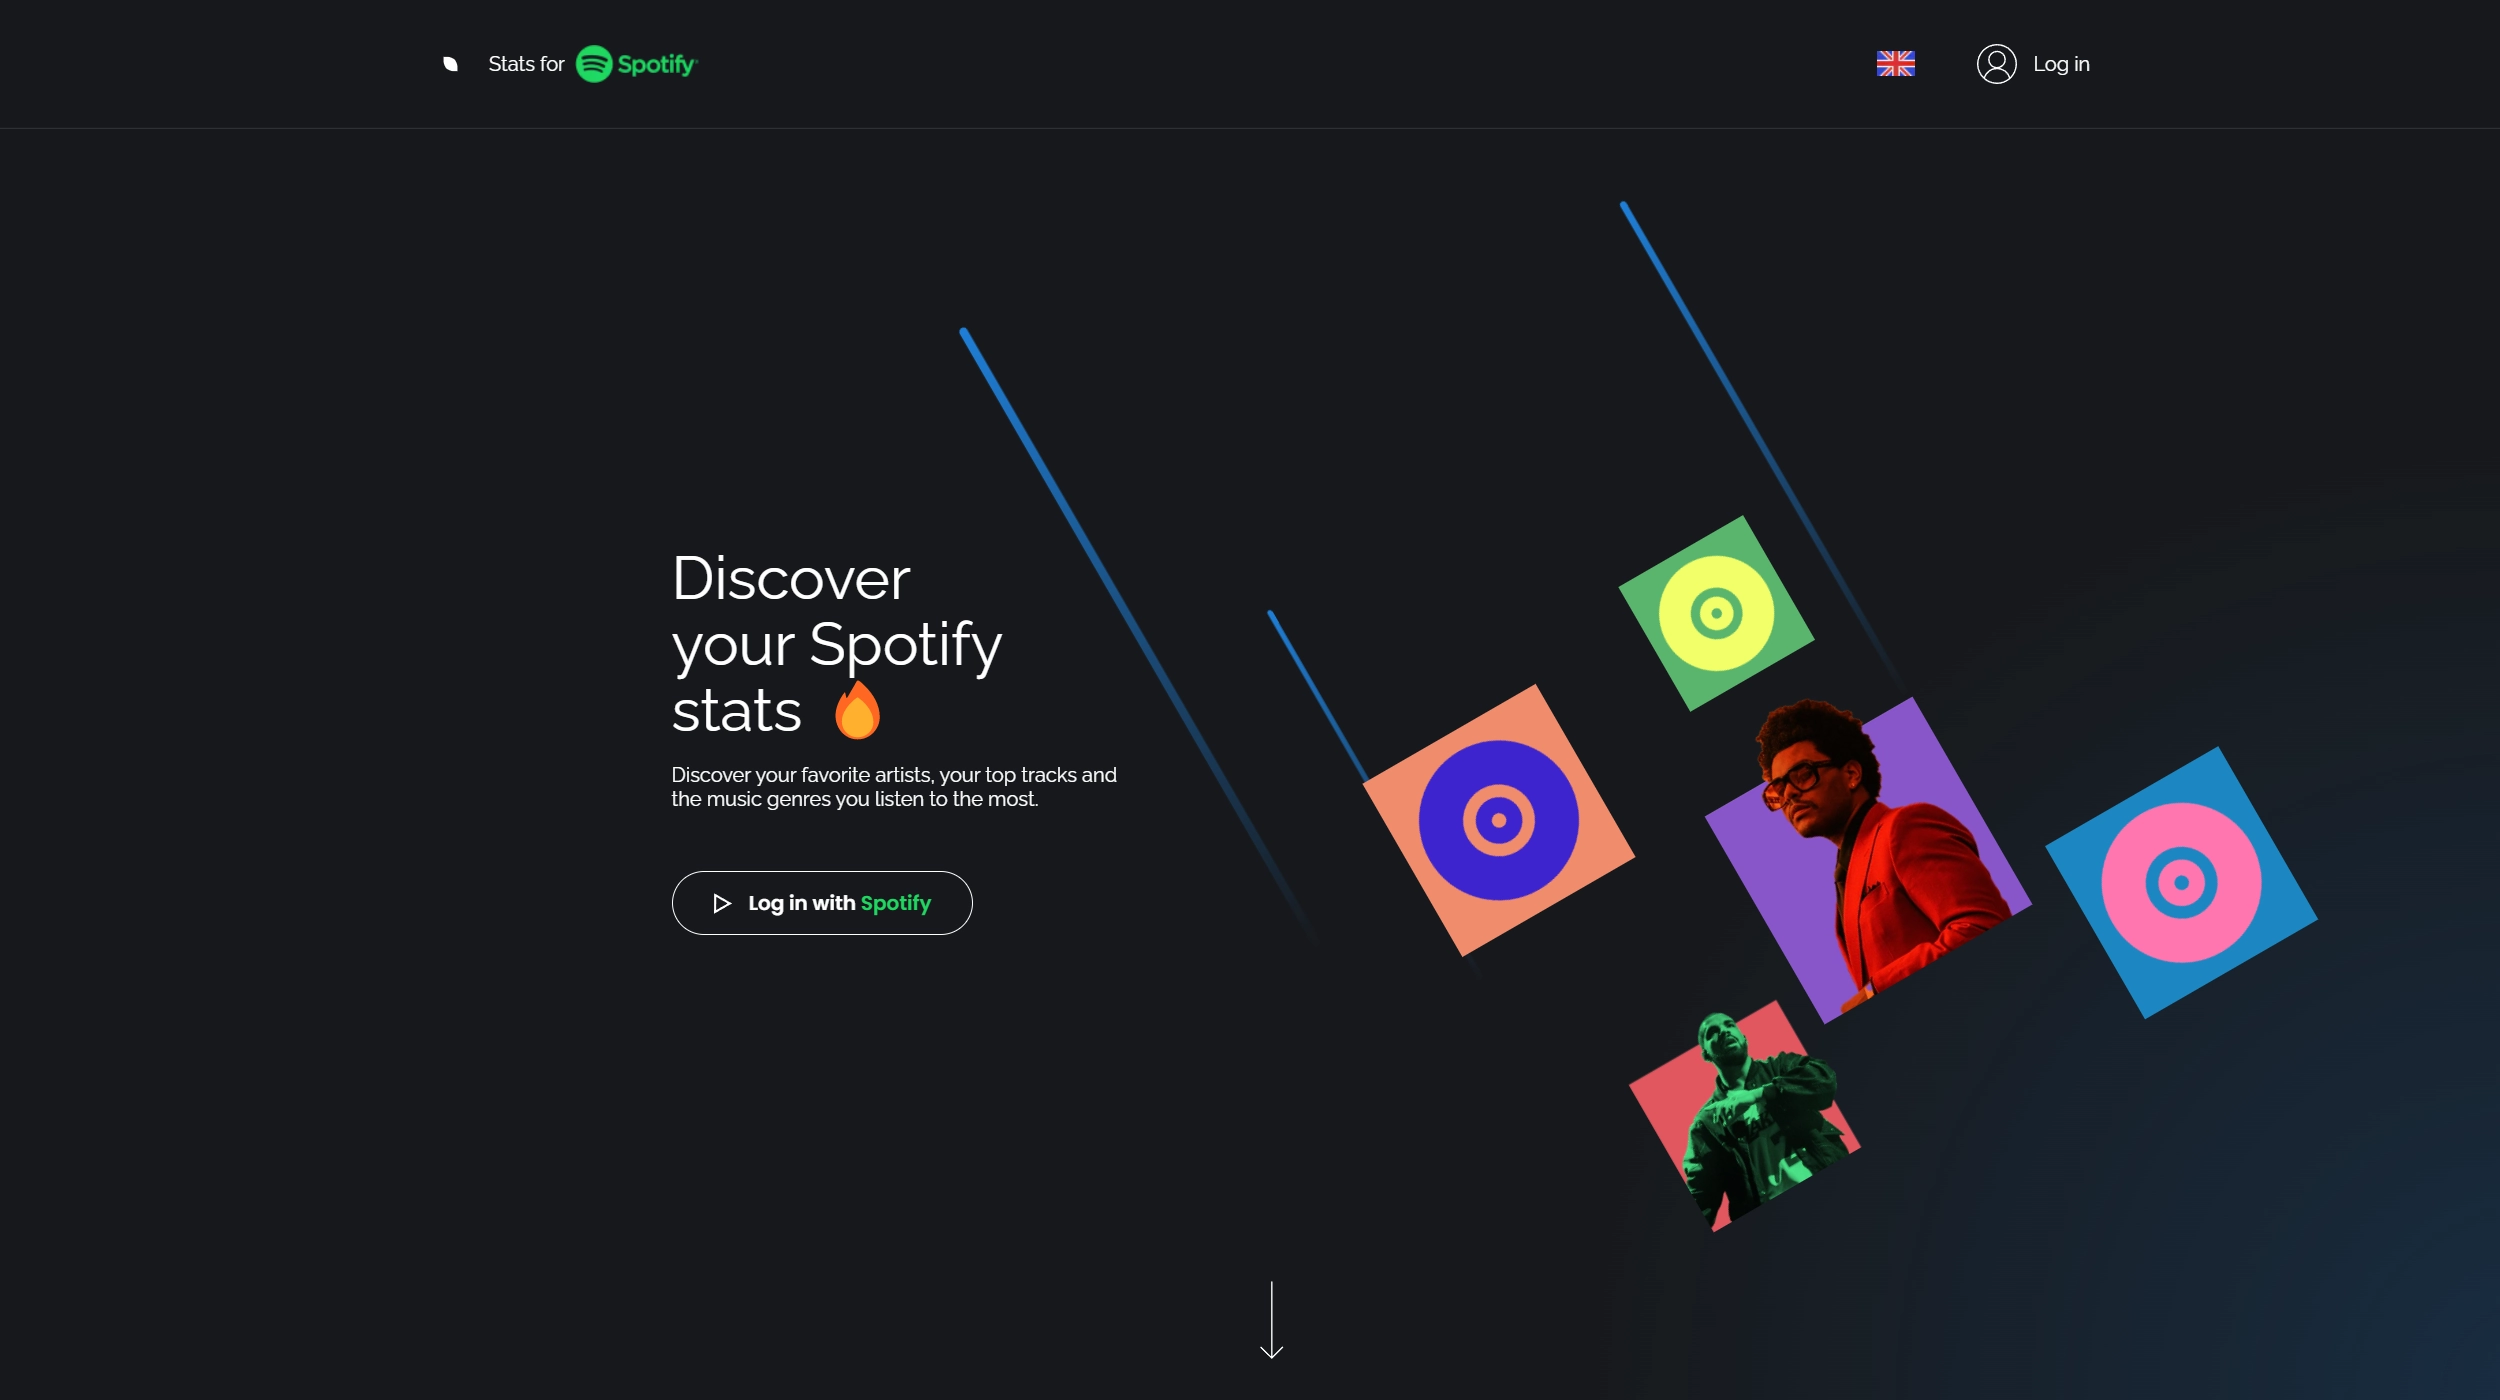 Stats for Spotify
Log in
Discover
your Spotify
stats
Discover your favorite artists, your top tracks and
the music genres you listen to the most.
Log in with Spotify